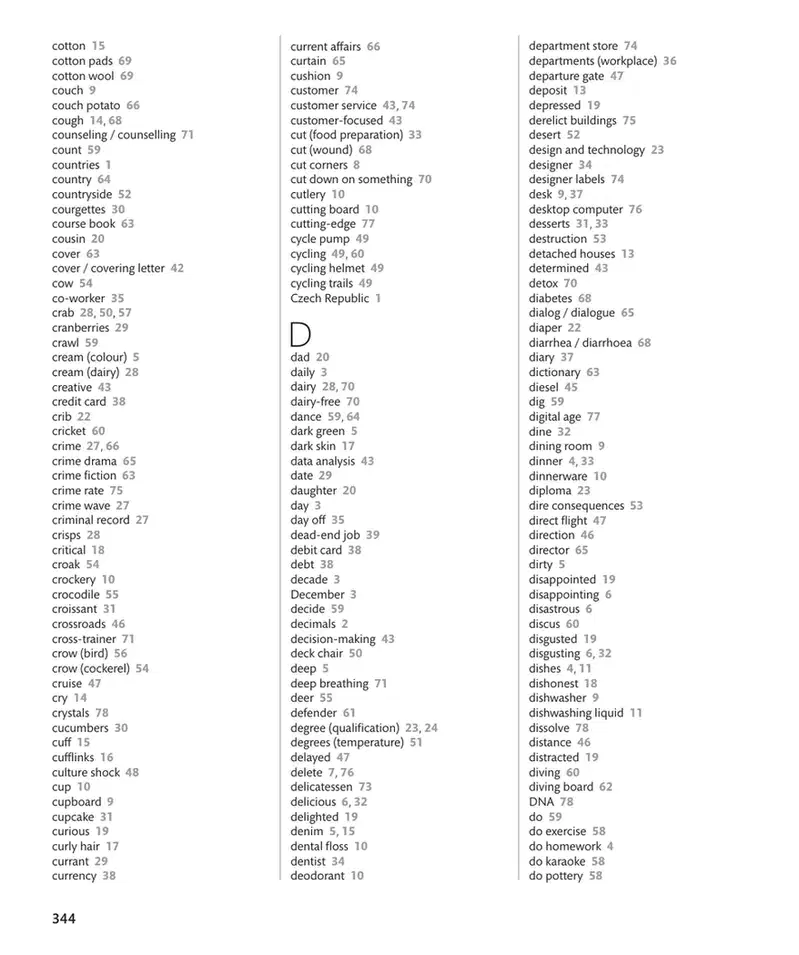 cotton 15
cotton pads 69
cotton wool 69
couch 9
couch potato 66
cough 14, 68
counseling / counselling 71
count 59
countries 1
country 64
countryside 52
courgettes 30
course book 63
cousin 20
cover 63
cover / covering letter 42
cow 54
co-worker 35
crab 28, 50, 57
cranberries 29
crawl 59
cream (colour) 5
cream (dairy) 28
creative 43
credit card 38
crib 22
cricket 60
crime 27, 66
crime drama 65
crime fiction 63
crime rate 75
crime wave 27
criminal record 27
crisps 28
critical 18
croak 54
crockery 10
crocodile 55
croissant 31
crossroads 46
cross-trainer 71
crow (bird) 56
crow (cockerel) 54
cruise 47
cry 14
crystals 78
cucumbers 30
cuff 15
cufflinks 16
culture shock 48
cup 10
cupboard 9
cupcake 31
curious 19
curly hair 17
currant 29
currency 38
current affairs 66
curtain 65
cushion 9
customer 74
customer service 43, 74
customer-focused 43
cut (food preparation) 33
cut (wound) 68
cut corners 8
cut down on something 70
cutlery 10
cutting board 10
cutting-edge 77
cycle pump 49
cycling 49, 60
cycling helmet 49
cycling trails 49
Czech Republic 1
D
dad 20
daily 3
dairy 28, 70
dairy-free 70
dance 59, 64
dark green 5
dark skin 17
data analysis 43
date 29
daughter 20
day 3
day off 35
dead-end job 39
debit card 38
debt 38
decade 3
December 3
decide 59
decimals 2
decision-making 43
deck chair 50
deep 5
deep breathing 71
deer 55
defender 61
degree (qualification) 23, 24
degrees (temperature) 51
delayed 47
delete 7, 76
delicatessen 73
delicious 6, 32
delighted 19
denim 5, 15
dental floss 10
dentist 34
deodorant 10
department store 74
departments (workplace) 36
departure gate 47
deposit 13
depressed 19
derelict buildings 75
desert 52
design and technology 23
designer 34
designer labels 74
desk 9, 37
desktop computer 76
desserts 31, 33
destruction 53
detached houses 13
determined 43
detox 70
diabetes 68
dialog / dialogue 65
diaper 22
diarrhea / diarrhoea 68
diary 37
dictionary 63
diesel 45
dig 59
digital age 77
dine 32
dining room 9
dinner 4, 33
dinnerware 10
diploma 23
dire consequences 53
direct flight 47
direction 46
director 65
dirty 5
disappointed 19
disappointing 6
disastrous 6
discus 60
disgusted 19
disgusting 6, 32
dishes 4, 11
dishonest 18
dishwasher 9
dishwashing liquid 11
dissolve 78
distance 46
distracted 19
diving 60
diving board 62
DNA 78
do 59
do exercise 58
do homework 4
do karaoke 58
do pottery 58
344